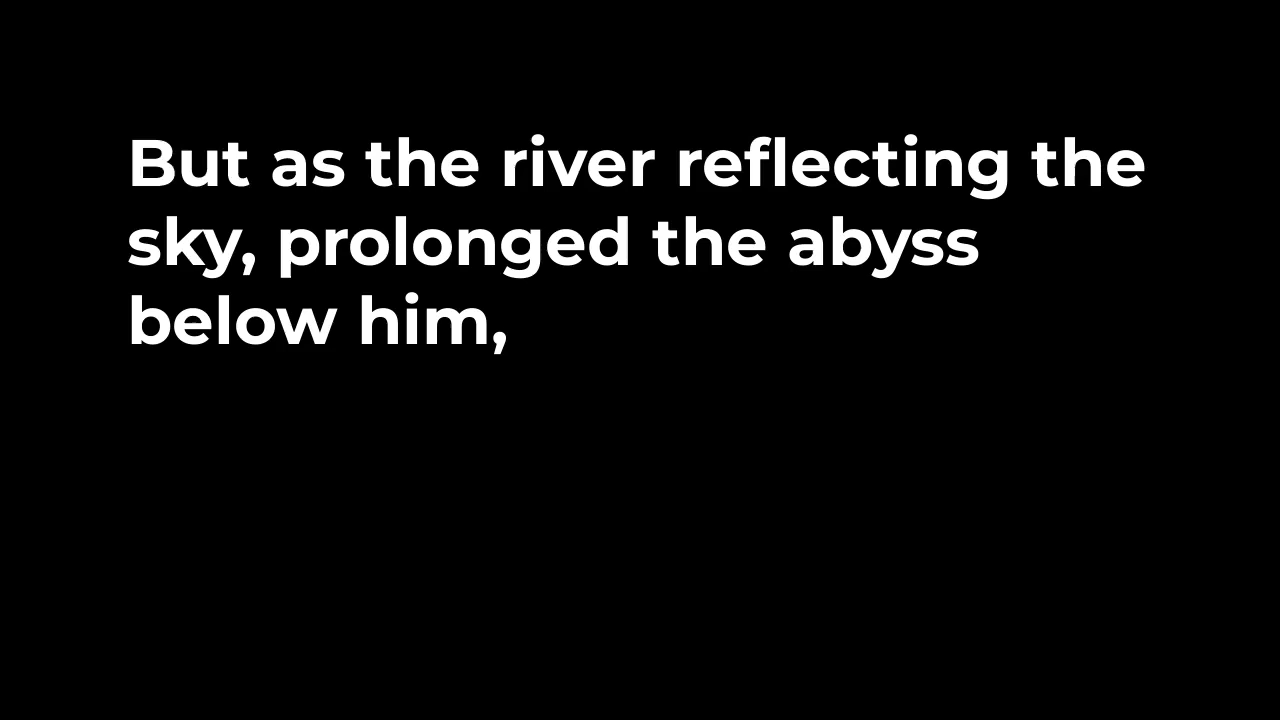 But as the river reflecting the
sky, prolonged the abyss
below him,